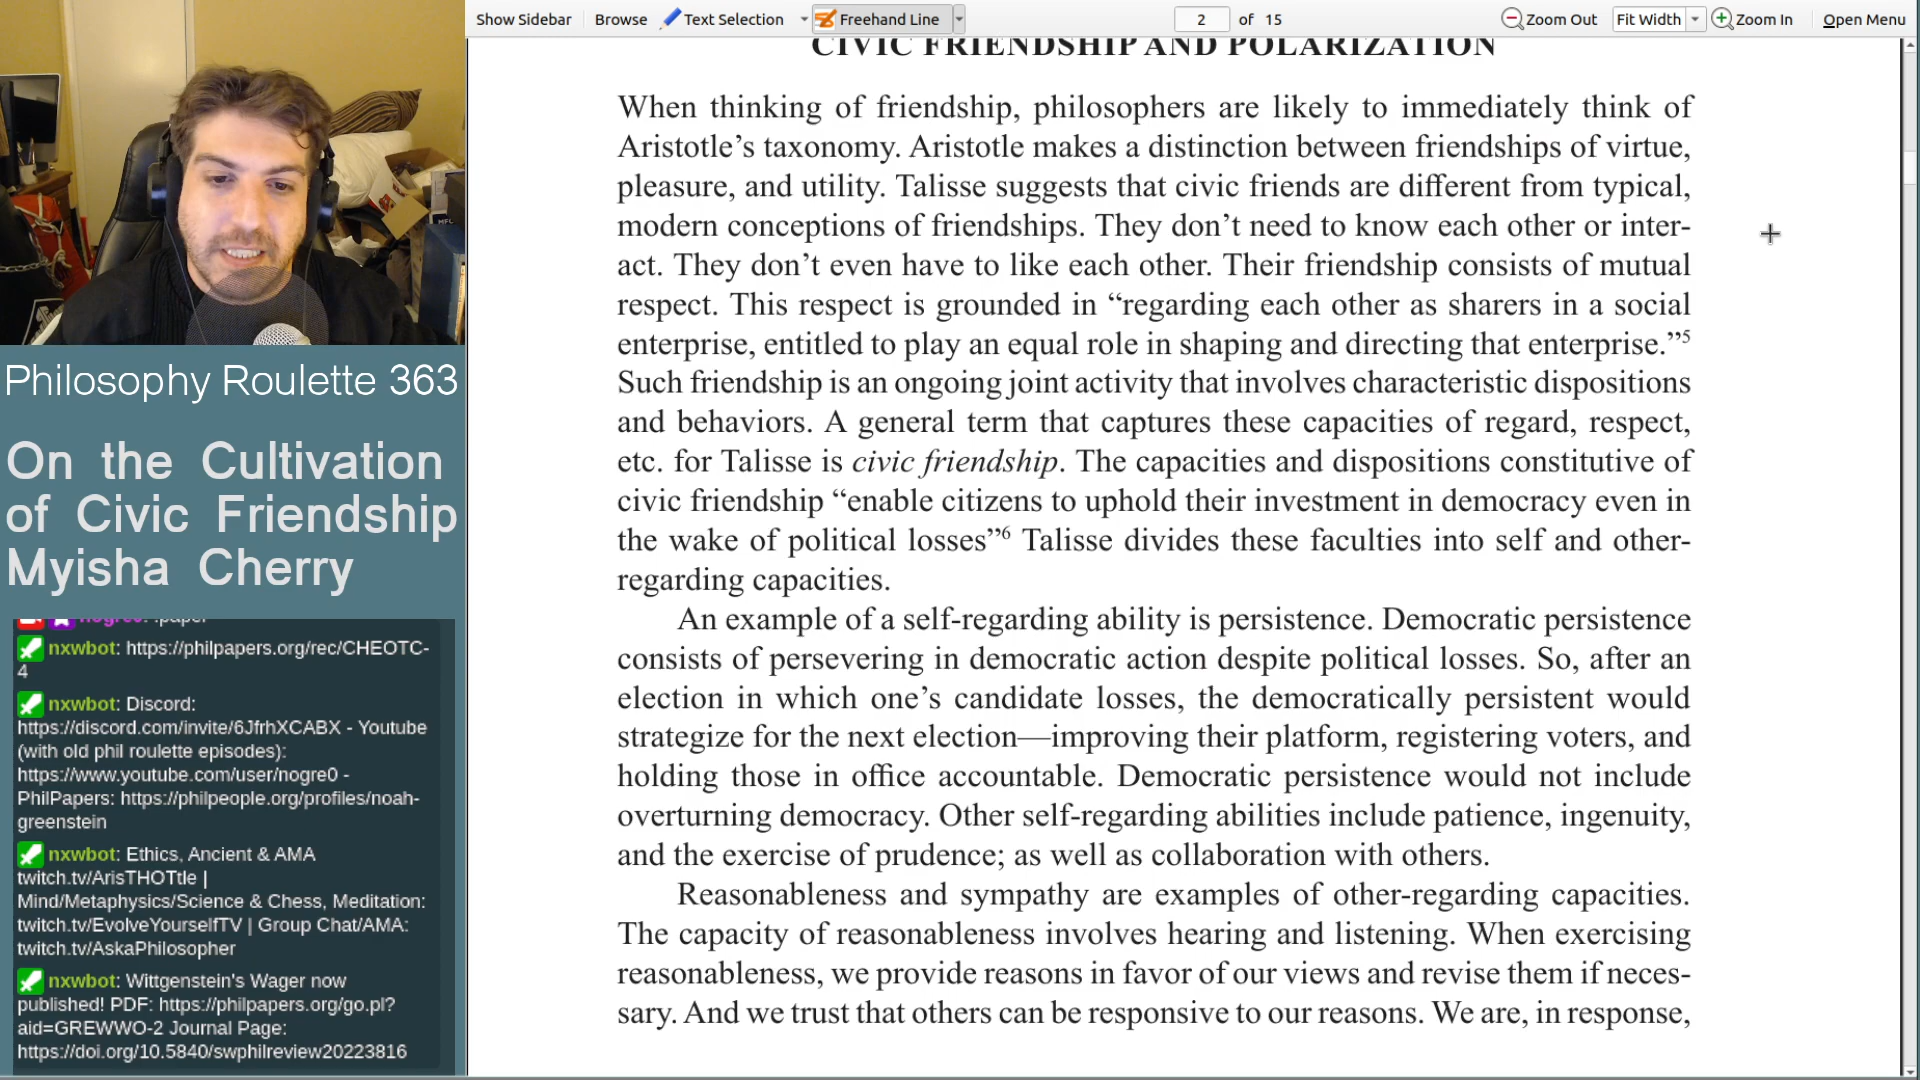 Show Sidebar Browse Text Selection Freehand Line 2 of 15 Zoom Out Fit Width Zoom In Open Menu
CIVIC FRIENDSHIP AND POLARIZATION
When thinking of friendship, philosophers are likely to immediately think of
Aristotle’s taxonomy. Aristotle makes a distinction between friendships of virtue,
pleasure, and utility. Talisse suggests that civic friends are different from typical,
modern conceptions of friendships. They don’t need to know each other or inter-
act. They don’t even have to like each other. Their friendship consists of mutual
respect. This respect is grounded in “regarding each other as sharers in a social
enterprise, entitled to play an equal role in shaping and directing that enterprise.”5
Such friendship is an ongoing joint activity that involves characteristic dispositions
and behaviors. A general term that captures these capacities of regard, respect,
etc. for Talisse is civic friendship. The capacities and dispositions constitutive of
civic friendship “enable citizens to uphold their investment in democracy even in
the wake of political losses”6 Talisse divides these faculties into self and other-
regarding capacities.
An example of a self-regarding ability is persistence. Democratic persistence
consists of persevering in democratic action despite political losses. So, after an
election in which one’s candidate losses, the democratically persistent would
strategize for the next election—improving their platform, registering voters, and
holding those in office accountable. Democratic persistence would not include
overturning democracy. Other self-regarding abilities include patience, ingenuity,
and the exercise of prudence; as well as collaboration with others.
Reasonableness and sympathy are examples of other-regarding capacities.
The capacity of reasonableness involves hearing and listening. When exercising
reasonableness, we provide reasons in favor of our views and revise them if neces-
sary. And we trust that others can be responsive to our reasons. We are, in response,
Philosophy Roulette 363
On the Cultivation
of Civic Friendship
Myisha Cherry
nxwbot: https://philpapers.org/rec/CHEOTC-
4
nxwbot: Discord:
https://discord.com/invite/6JfrhXCABX - Youtube
(with old phil roulette episodes):
https://www.youtube.com/user/nogre0 -
PhilPapers: https://philpeople.org/profiles/noah-
greenstein
nxwbot: Ethics, Ancient & AMA
twitch.tv/ArisTHOTtle |
Mind/Metaphysics/Science & Chess, Meditation:
twitch.tv/EvolveYourselfTV | Group Chat/AMA:
twitch.tv/AskaPhilosopher
nxwbot: Wittgenstein's Wager now
published! PDF: https://philpapers.org/go.pl?
aid=GREWWO-2 Journal Page:
https://doi.org/10.5840/swphilreview20223816